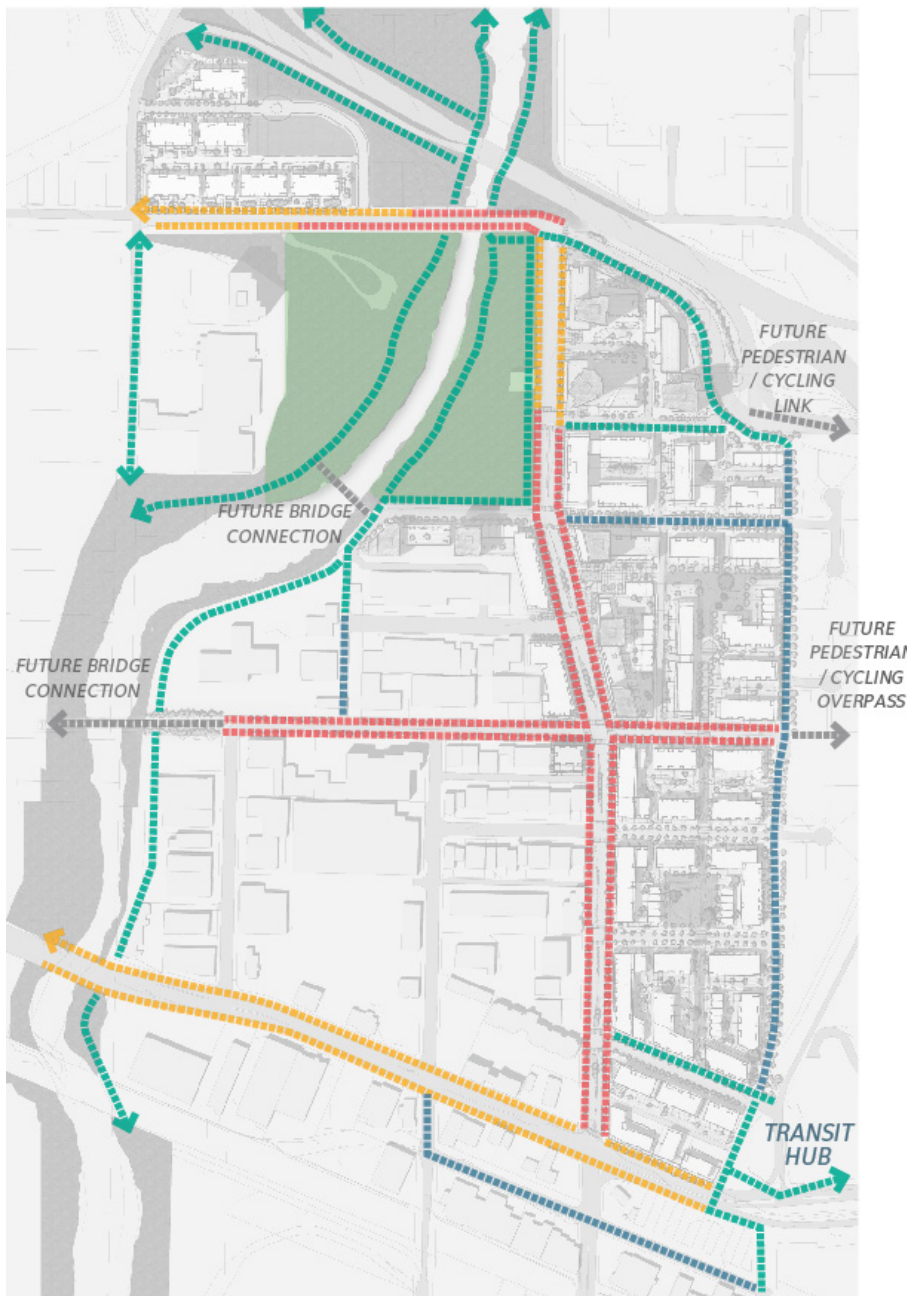 FUTURE
PEDESTRIAN
/ CYCLING
LINK
FUTURE BRIDGE
CONNECTION
FUTURE BRIDGE
CONNECTION
FUTURE
PEDESTRIAN
/ CYCLING
OVERPASS
TRANSIT
HUB